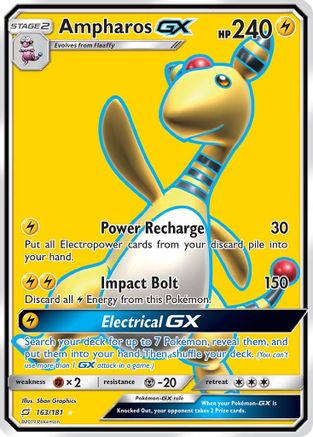 STAGE 2 Ampharos GX HP 240
Evolves from Flaaffy
Power Recharge 30
Put all Electropower cards from your discard pile into
your hand.
Impact Bolt 150
Discard all Energy from this Pokémon.
Electrical GX
Search your deck for up to 7 Pokémon, reveal them, and
put them into your hand. Then, shuffle your deck. (You can't
use more than 1 GX attack in a game.)
weakness × 2 resistance -20 retreat
Illus. 5ban Graphics
Pokémon-GX rule
When your Pokémon-GX is
Knocked Out, your opponent takes 2 Prize cards.
163/181
©2019 Pokémon